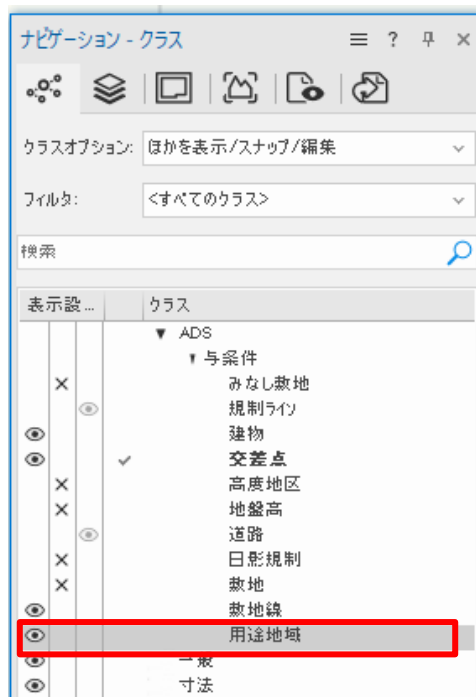 ナビゲーション - クラス
クラスオプション: ほかを表示/スナップ/編集
フィルタ: <すべてのクラス>
検索
表示設... クラス
ADS
与条件
みなし敷地
規制ライン
建物
交差点
高度地区
地盤高
道路
日影規制
敷地
敷地線
用途地域
一般
寸法